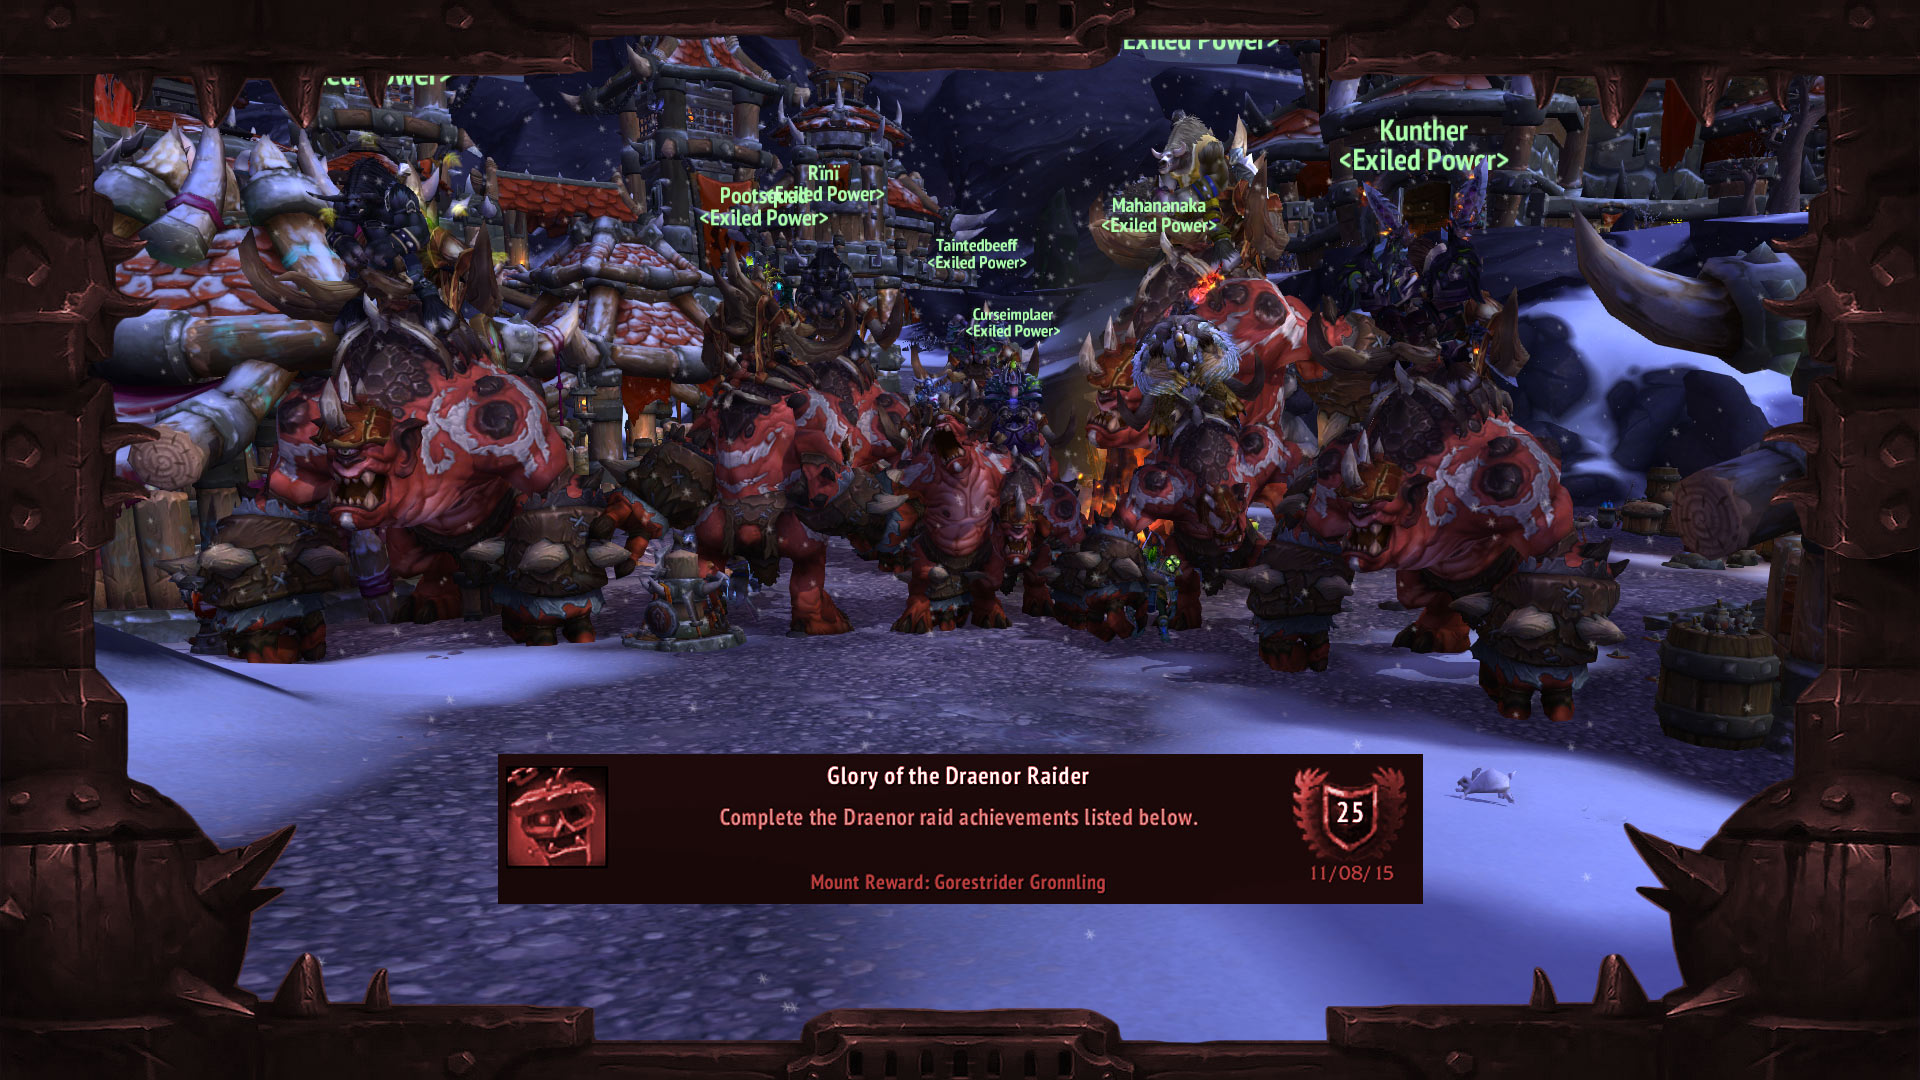 Exiled Power>
Kunther
<Exiled Power>
Rïnï
<Exiled Power>
<Exiled Power>
Mahananaka
<Exiled Power>
Taintedbeeff
<Exiled Power>
Curseimplaer
<Exiled Power>
Glory of the Draenor Raider
25
Complete the Draenor raid achievements listed below.
11/08/15
Mount Reward: Gorestrider Gronnling